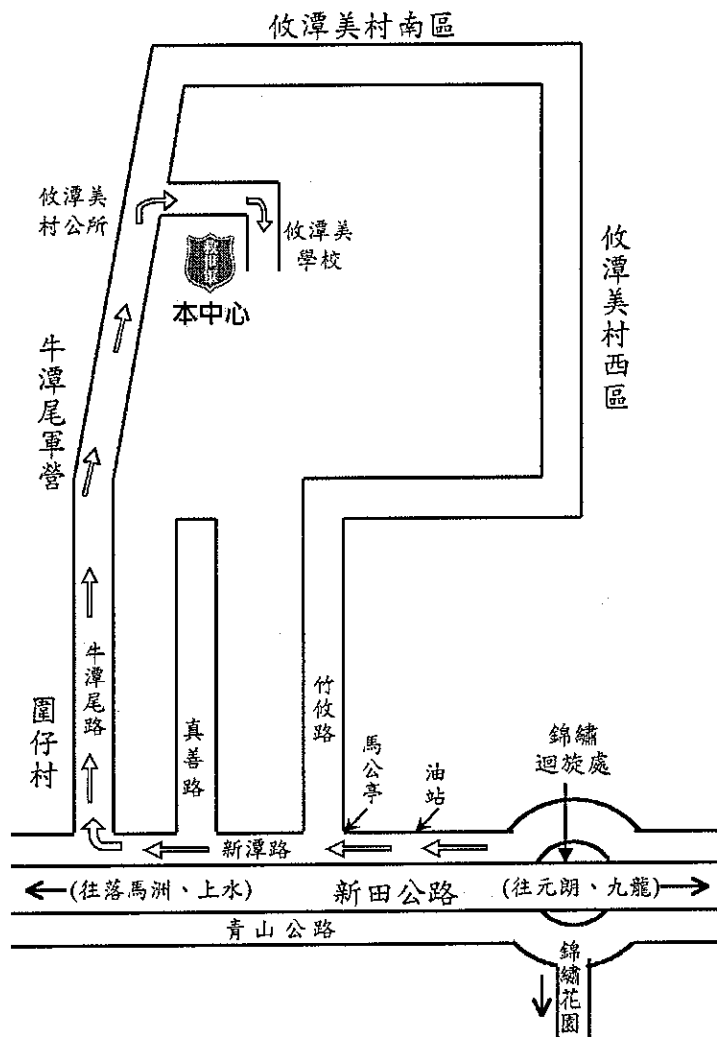 攸潭美村南區
攸潭美
村公所
攸潭美
學校
本中心
攸潭美村西區
牛潭尾軍營
牛潭尾路
圍仔村
真善路
竹攸路
馬公亭
油站
錦繡
迴旋處
新潭路
(往落馬洲、上水)
新田公路
(往元朗、九龍)
青山公路
錦繡花園